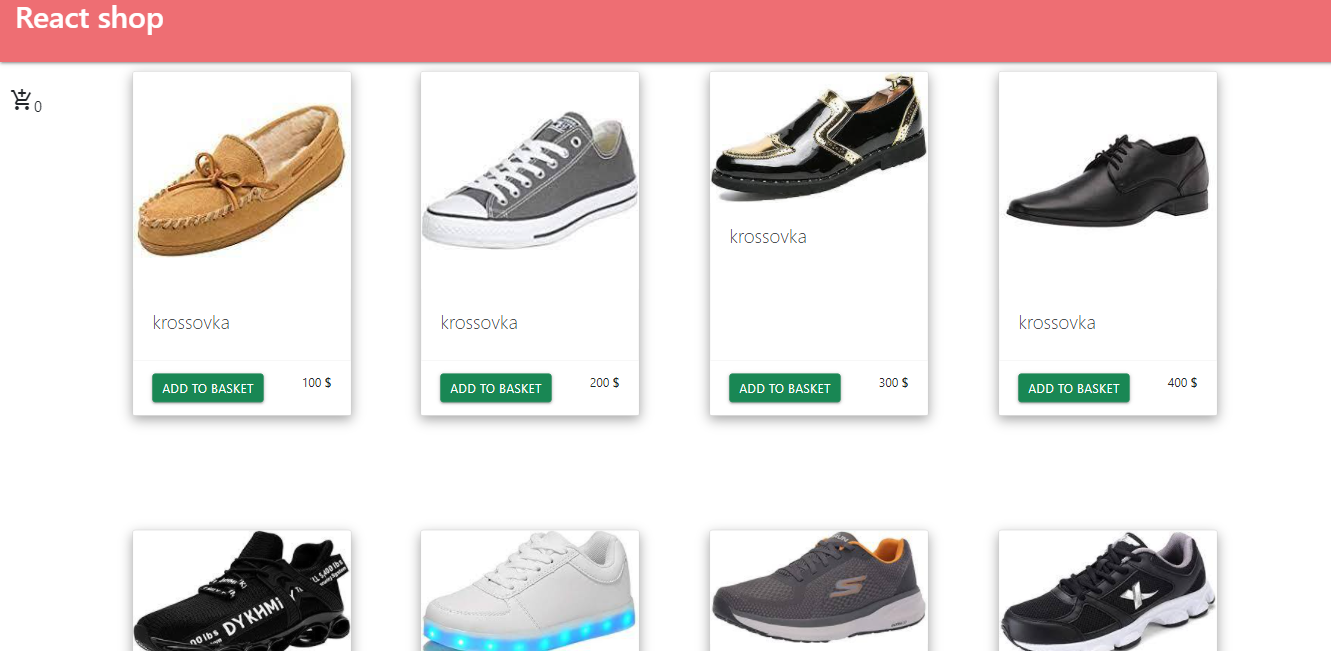 React shop
0
krossovka
krossovka
krossovka
krossovka
ADD TO BASKET 100 $
ADD TO BASKET 200 $
ADD TO BASKET 300 $
ADD TO BASKET 400 $
DYKHMi